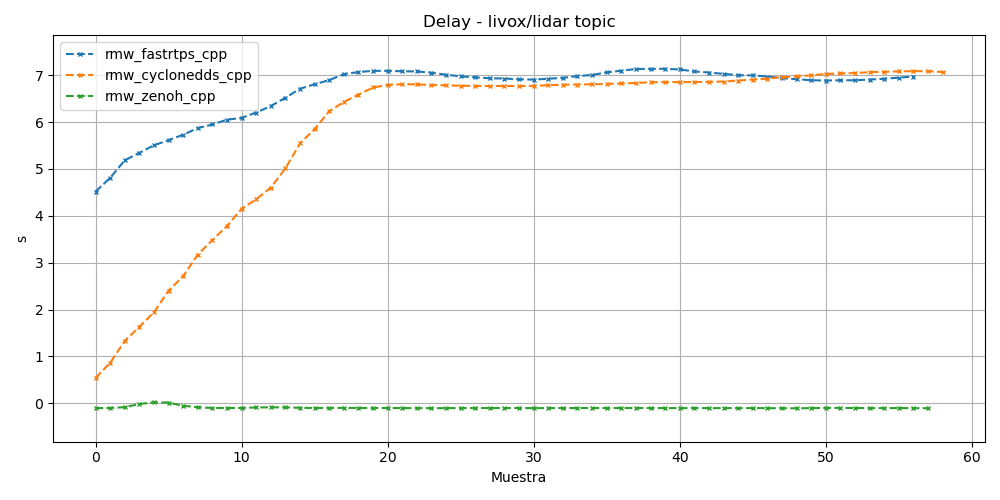 Delay - livox/lidar topic
rmw_fastrtps_cpp
rmw_cyclonedds_cpp
rmw_zenoh_cpp
7
6
5
4
3
2
1
0
s
0 10 20 30 40 50 60
Muestra